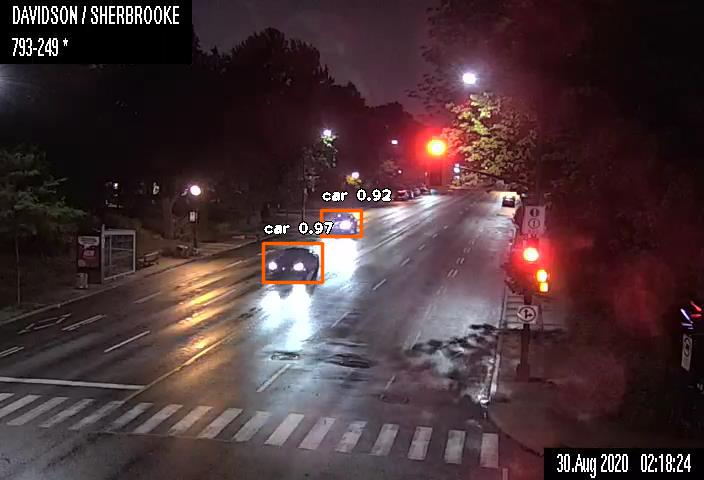 DAVIDSON / SHERBROOKE
793-249 *
car 0.92
car 0.97
30.Aug 2020 02:18:24